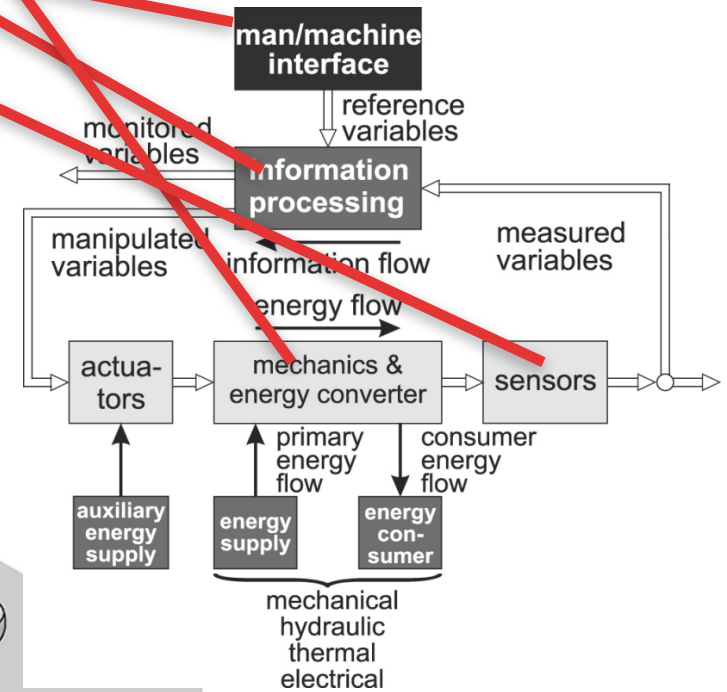 man/machine
interface
reference
variables
monitored
variables
information
processing
manipulated
variables
measured
variables
information flow
energy flow
actua-
tors
mechanics &
energy converter
sensors
primary
energy
flow
consumer
energy
flow
auxiliary
energy
supply
energy
supply
energy
con-
sumer
mechanical
hydraulic
thermal
electrical